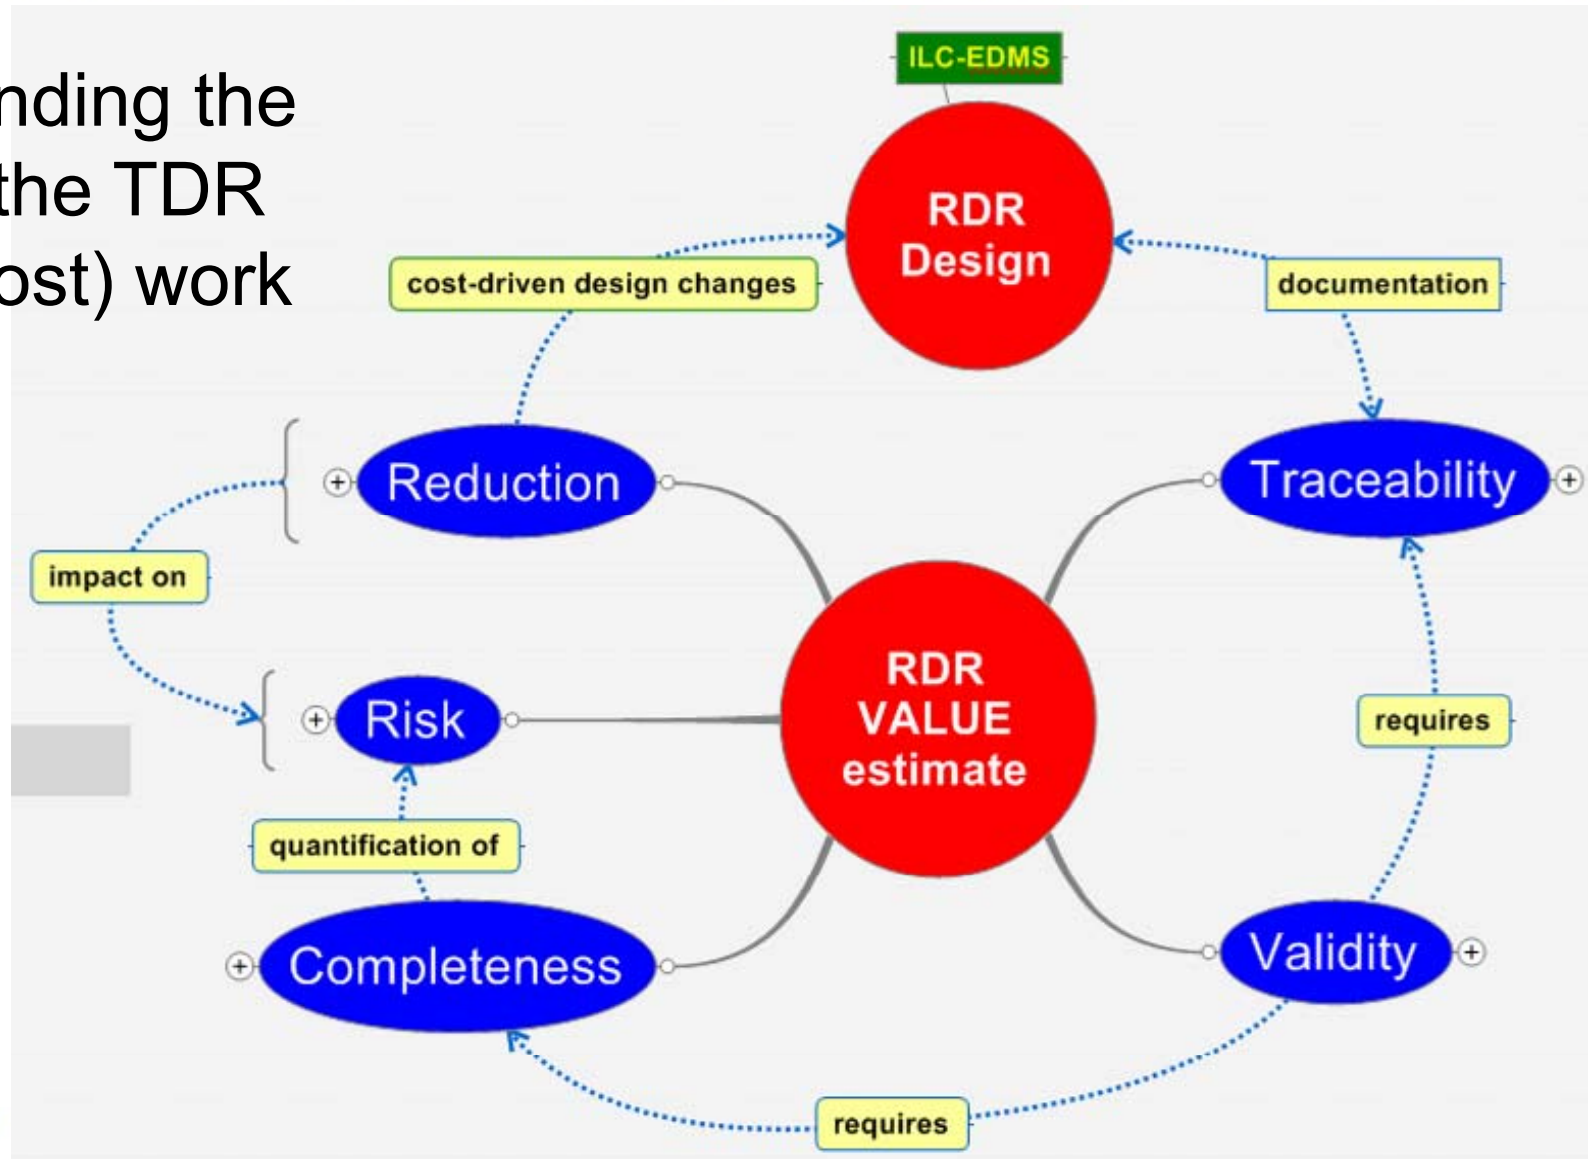 nding the
the TDR
ost) work
ILC-EDMS
RDR
Design
cost-driven design changes
documentation
Reduction
Traceability
impact on
RDR
VALUE
estimate
Risk
requires
quantification of
Completeness
Validity
requires